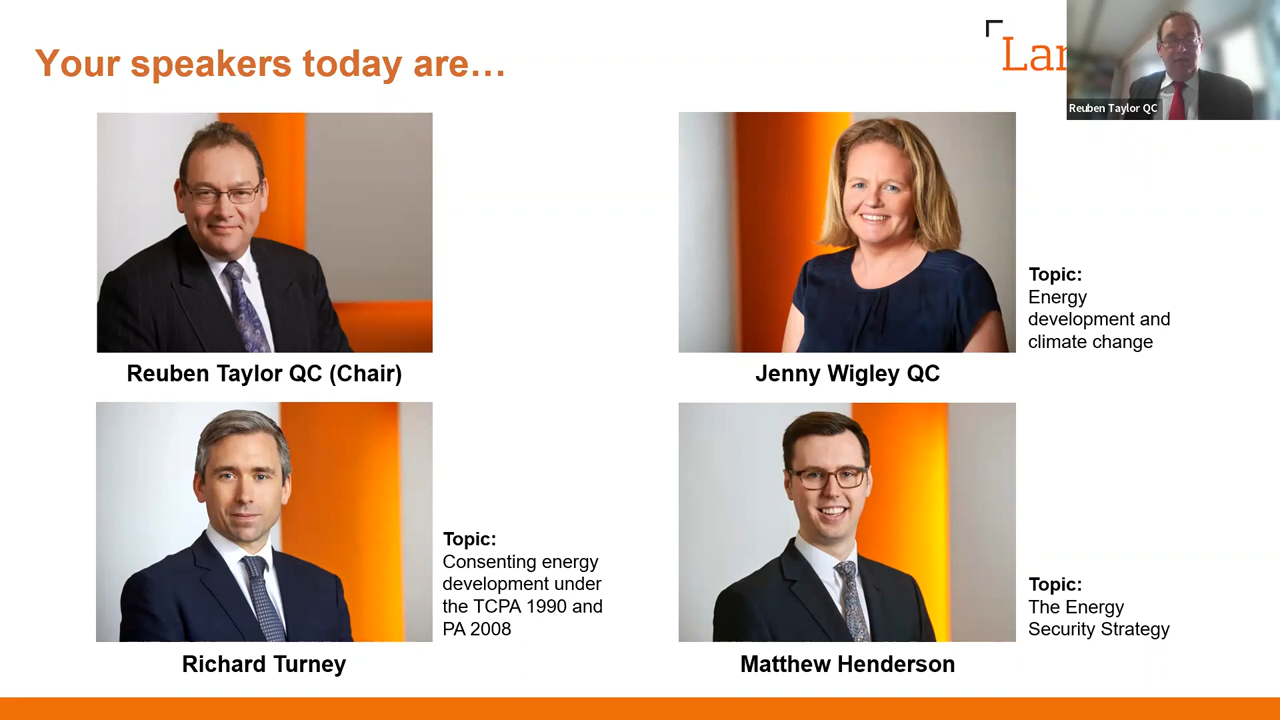 Your speakers today are…
Lan
Reuben Taylor QC
Reuben Taylor QC (Chair)
Topic:
Energy
development and
climate change
Jenny Wigley QC
Topic:
Consenting energy
development under
the TCPA 1990 and
PA 2008
Richard Turney
Topic:
The Energy
Security Strategy
Matthew Henderson